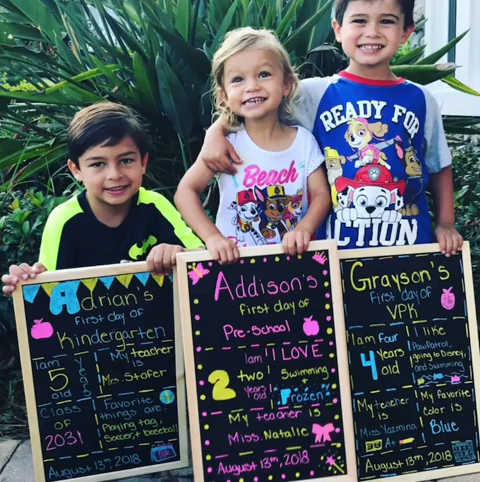 Beach
READY FOR
ACTION
Adrian's
first day of
Kindergarten
I am
5
years
old
My teacher
is
Mrs. Stofer
Class
of
2031
Favorite
things are:
Playing tag,
Soccer, + baseball
August 13th, 2018
Addison's
first day of
Pre-school
I am
two
2
years
old
I LOVE
Swimming
+
Frozen
My teacher is
Miss. Natalie
August 13th, 2018
Grayson's
First day of
VPK
I am four
4 years
old
I like
PawPatrol,
going to Disney,
and Swimming
My teacher
is
Miss Yazmina
A+
My Favorite
Color is
Blue
August 13th, 2018